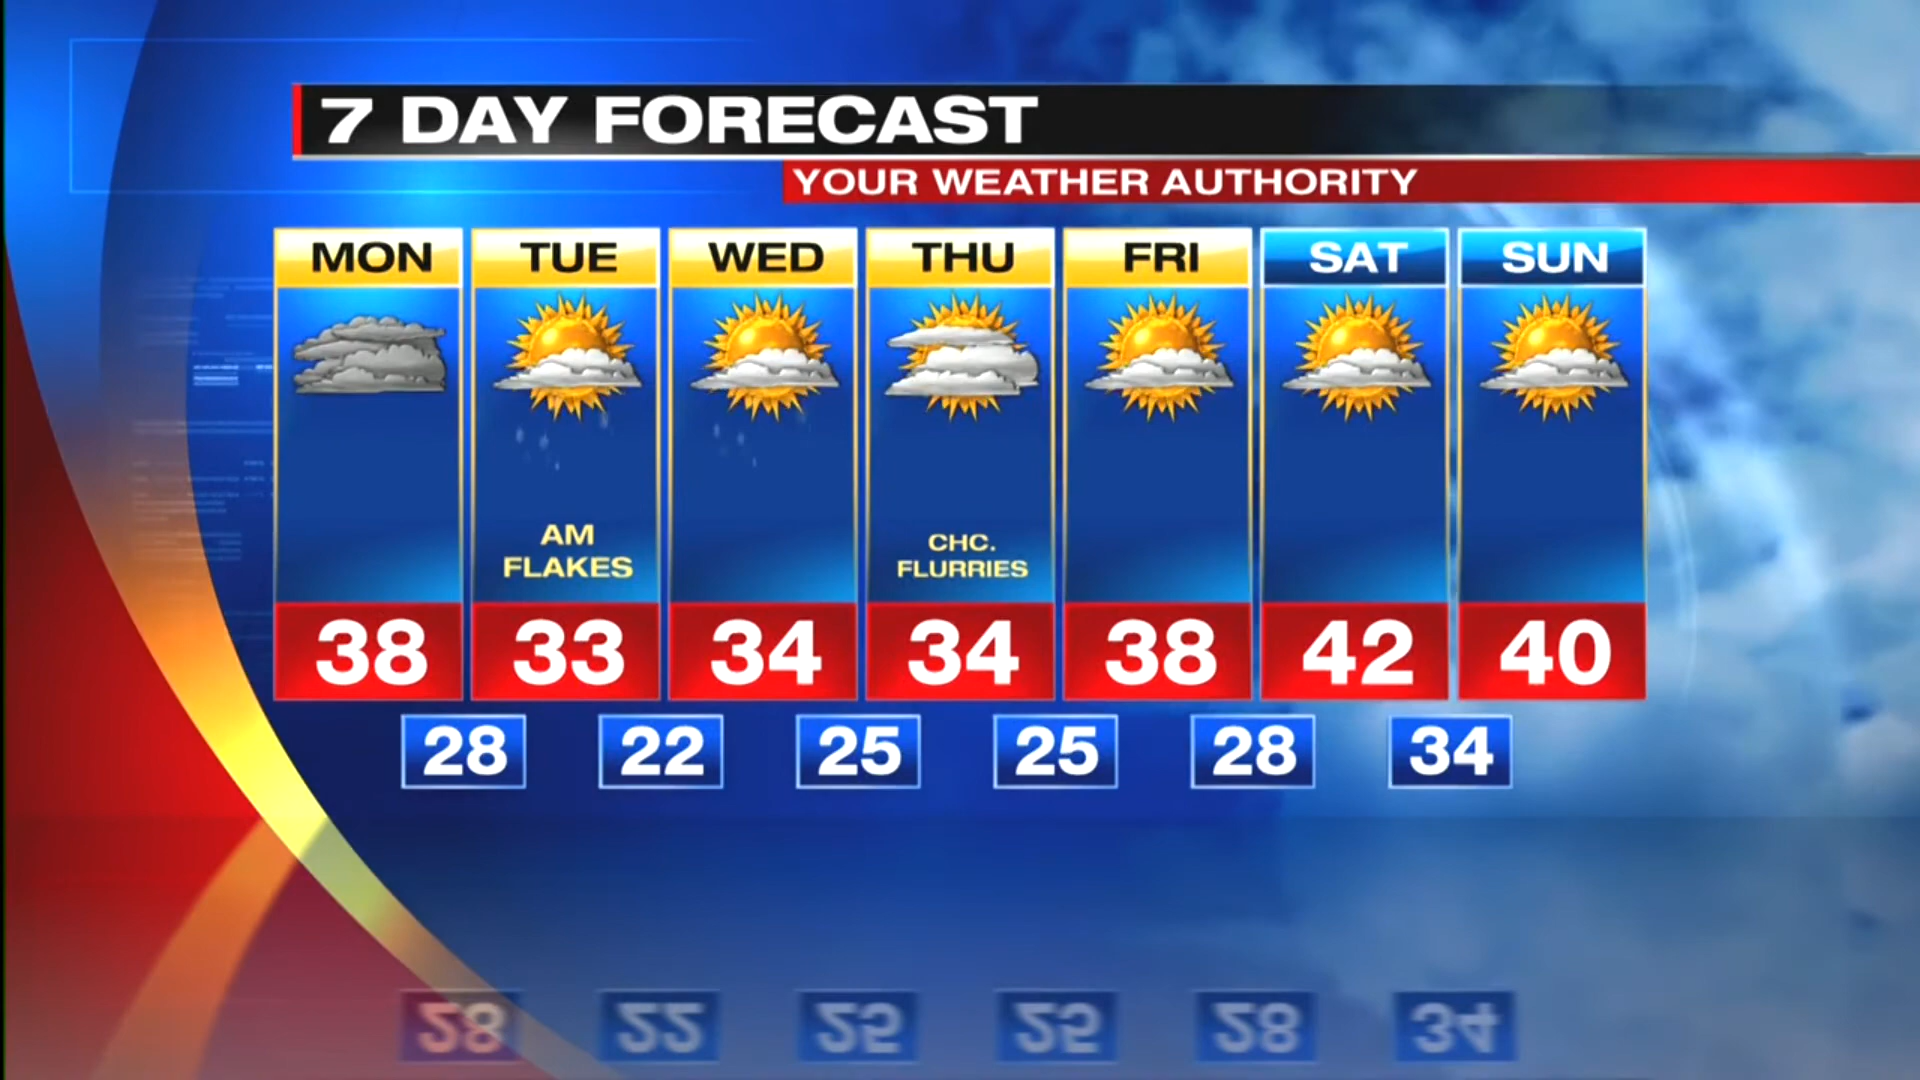 7 DAY FORECAST
YOUR WEATHER AUTHORITY
MON TUE WED THU FRI SAT SUN
AM
FLAKES
CHC.
FLURRIES
38 33 34 34 38 42 40
28 22 25 25 28 34